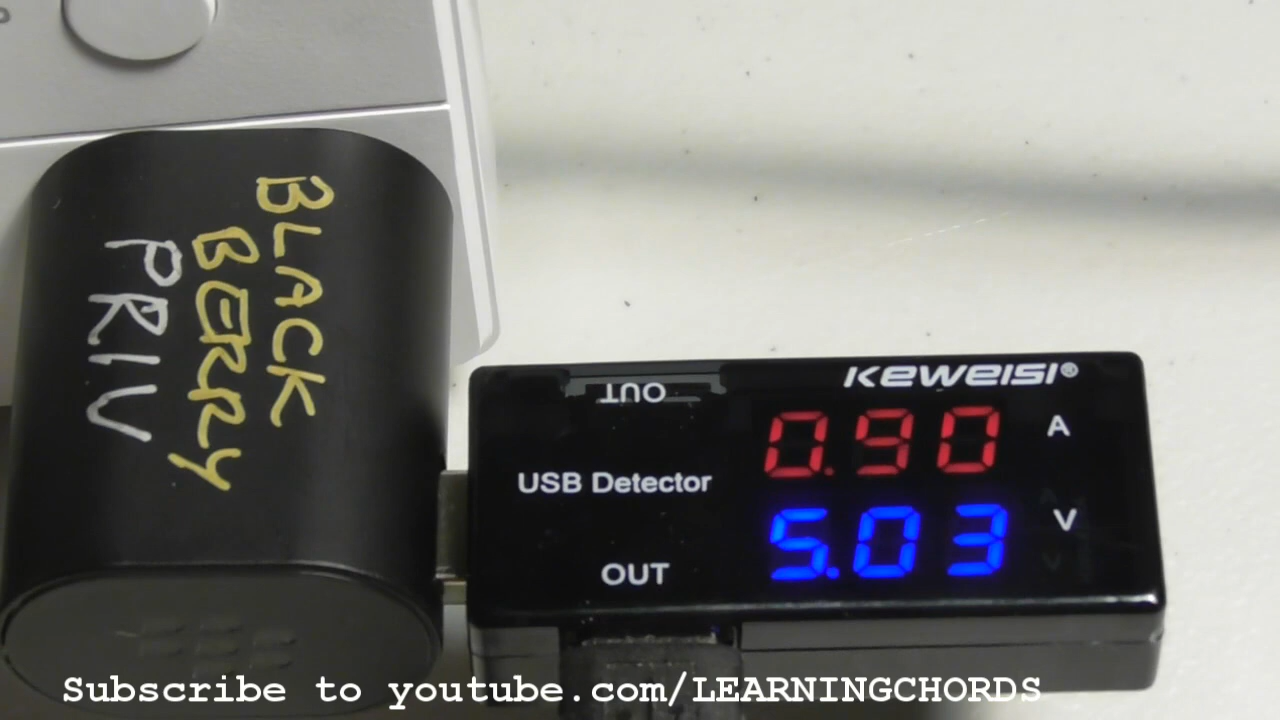 BLACK
BERRY
PRIV
KEWEISI®
OUT
0.90 A
USB Detector
5.03 V
OUT
Subscribe to youtube.com/LEARNINGCHORDS